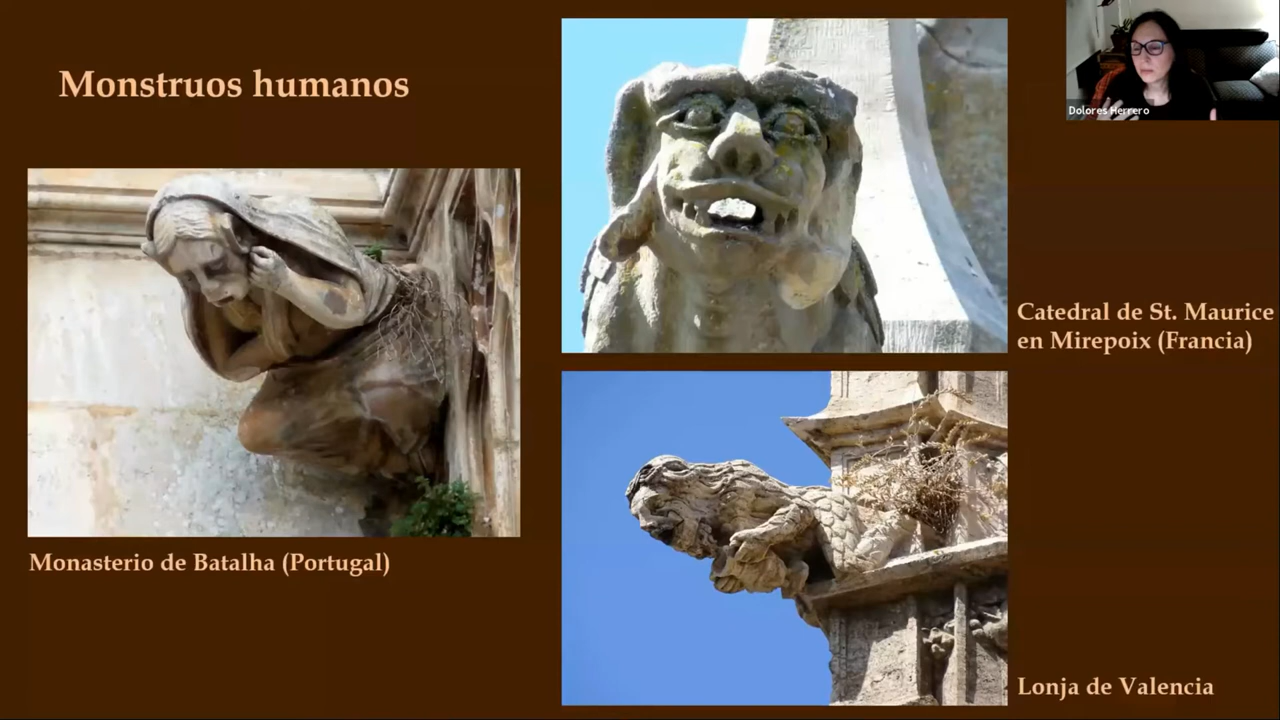 Monstruos humanos
Dolores Herrero
Catedral de St. Maurice
en Mirepoix (Francia)
Monasterio de Batalha (Portugal)
Lonja de Valencia